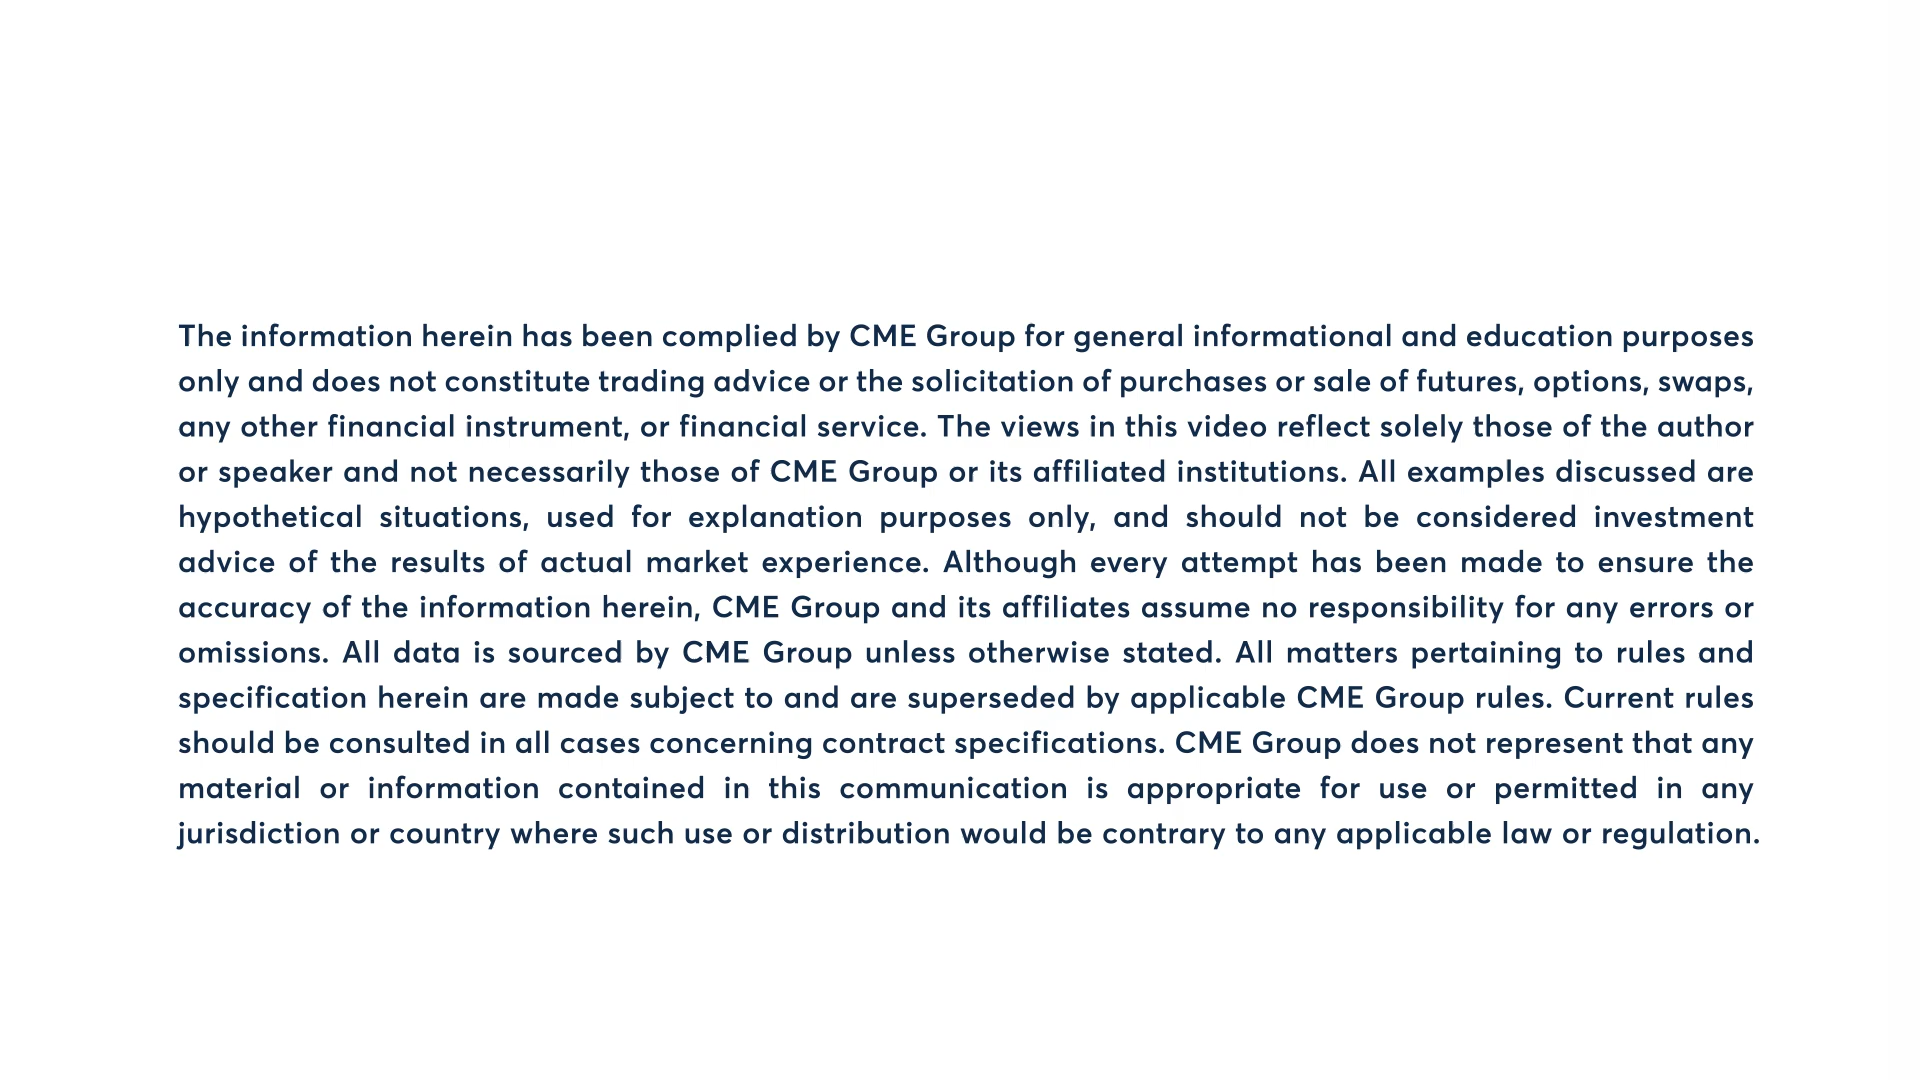 The information herein has been complied by CME Group for general informational and education purposes
only and does not constitute trading advice or the solicitation of purchases or sale of futures, options, swaps,
any other financial instrument, or financial service. The views in this video reflect solely those of the author
or speaker and not necessarily those of CME Group or its affiliated institutions. All examples discussed are
hypothetical situations, used for explanation purposes only, and should not be considered investment
advice of the results of actual market experience. Although every attempt has been made to ensure the
accuracy of the information herein, CME Group and its affiliates assume no responsibility for any errors or
omissions. All data is sourced by CME Group unless otherwise stated. All matters pertaining to rules and
specification herein are made subject to and are superseded by applicable CME Group rules. Current rules
should be consulted in all cases concerning contract specifications. CME Group does not represent that any
material or information contained in this communication is appropriate for use or permitted in any
jurisdiction or country where such use or distribution would be contrary to any applicable law or regulation.